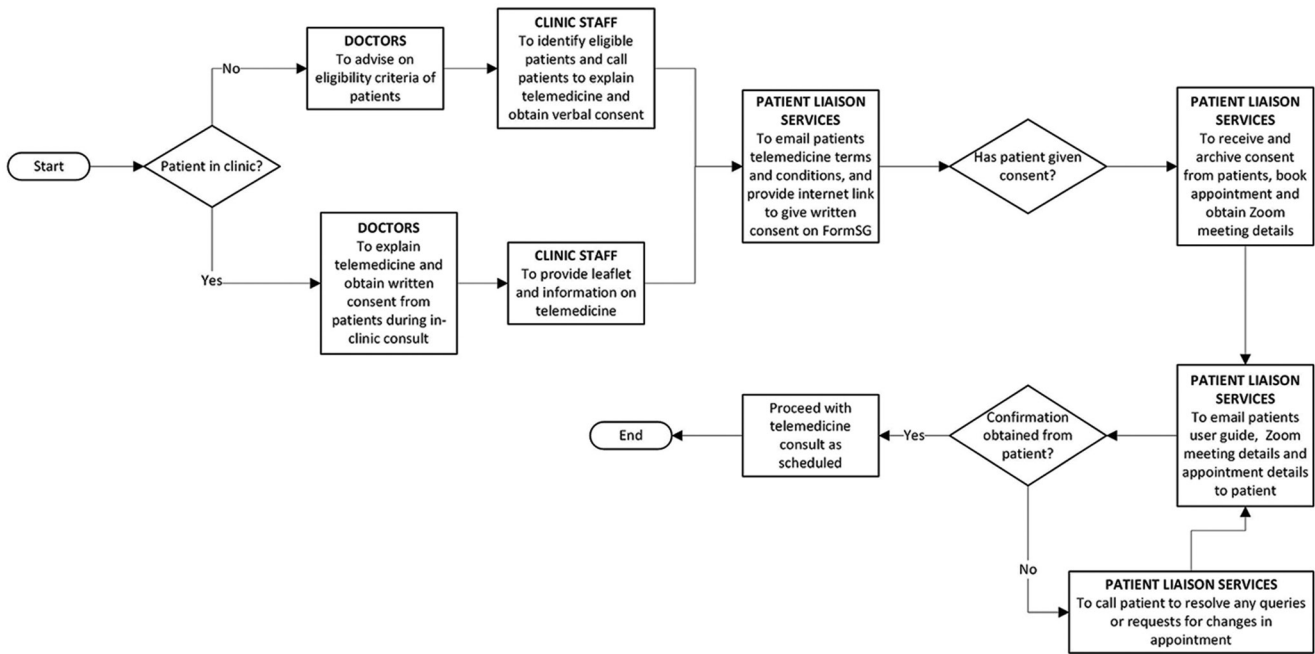 Start
Patient in clinic?
No
DOCTORS
To advise on
eligibility criteria of
patients
CLINIC STAFF
To identify eligible
patients and call
patients to explain
telemedicine and
obtain verbal consent
Yes
DOCTORS
To explain
telemedicine and
obtain written
consent from
patients during in-
clinic consult
CLINIC STAFF
To provide leaflet
and information on
telemedicine
PATIENT LIAISON
SERVICES
To email patients
telemedicine terms
and conditions, and
provide internet link
to give written
consent on FormSG
Has patient given
consent?
PATIENT LIAISON
SERVICES
To receive and
archive consent
from patients, book
appointment and
obtain Zoom
meeting details
PATIENT LIAISON
SERVICES
To email patients
user guide, Zoom
meeting details and
appointment details
to patient
Confirmation
obtained from
patient?
Yes
Proceed with
telemedicine
consult as
scheduled
End
No
PATIENT LIAISON SERVICES
To call patient to resolve any queries
or requests for changes in
appointment